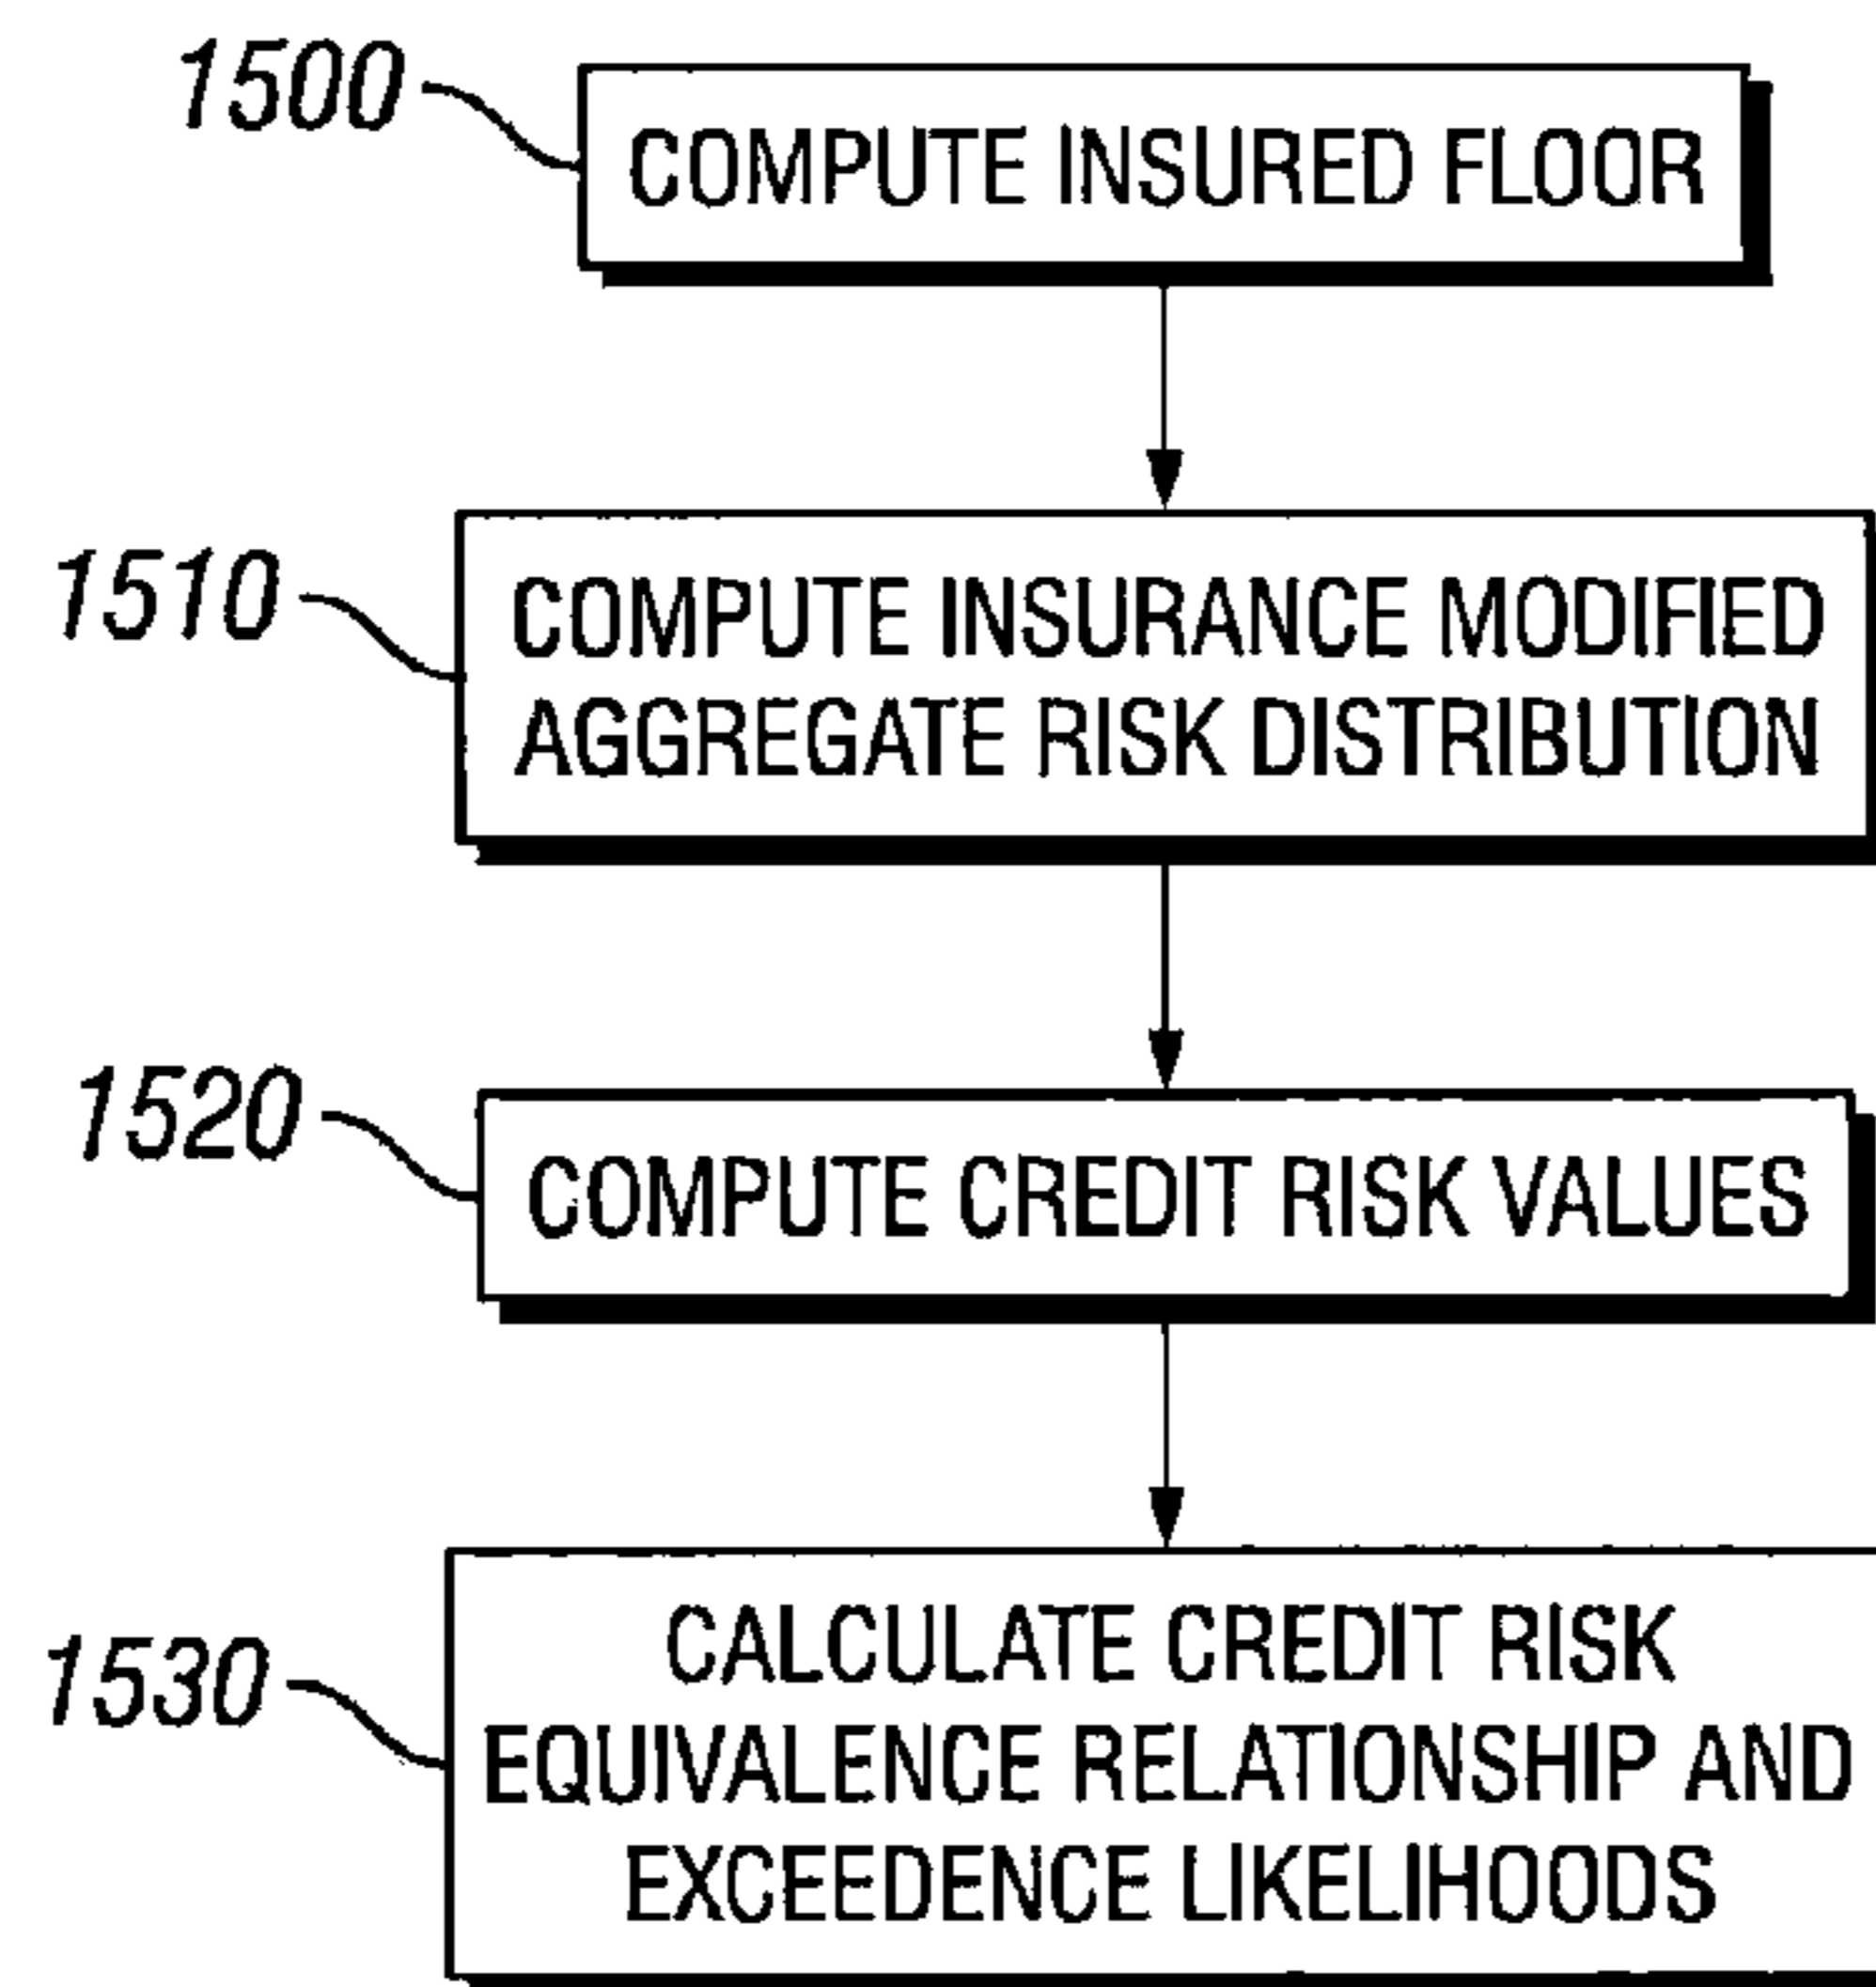 1500
COMPUTE INSURED FLOOR
1510
COMPUTE INSURANCE MODIFIED
AGGREGATE RISK DISTRIBUTION
1520
COMPUTE CREDIT RISK VALUES
1530
CALCULATE CREDIT RISK
EQUIVALENCE RELATIONSHIP AND
EXCEEDENCE LIKELIHOODS